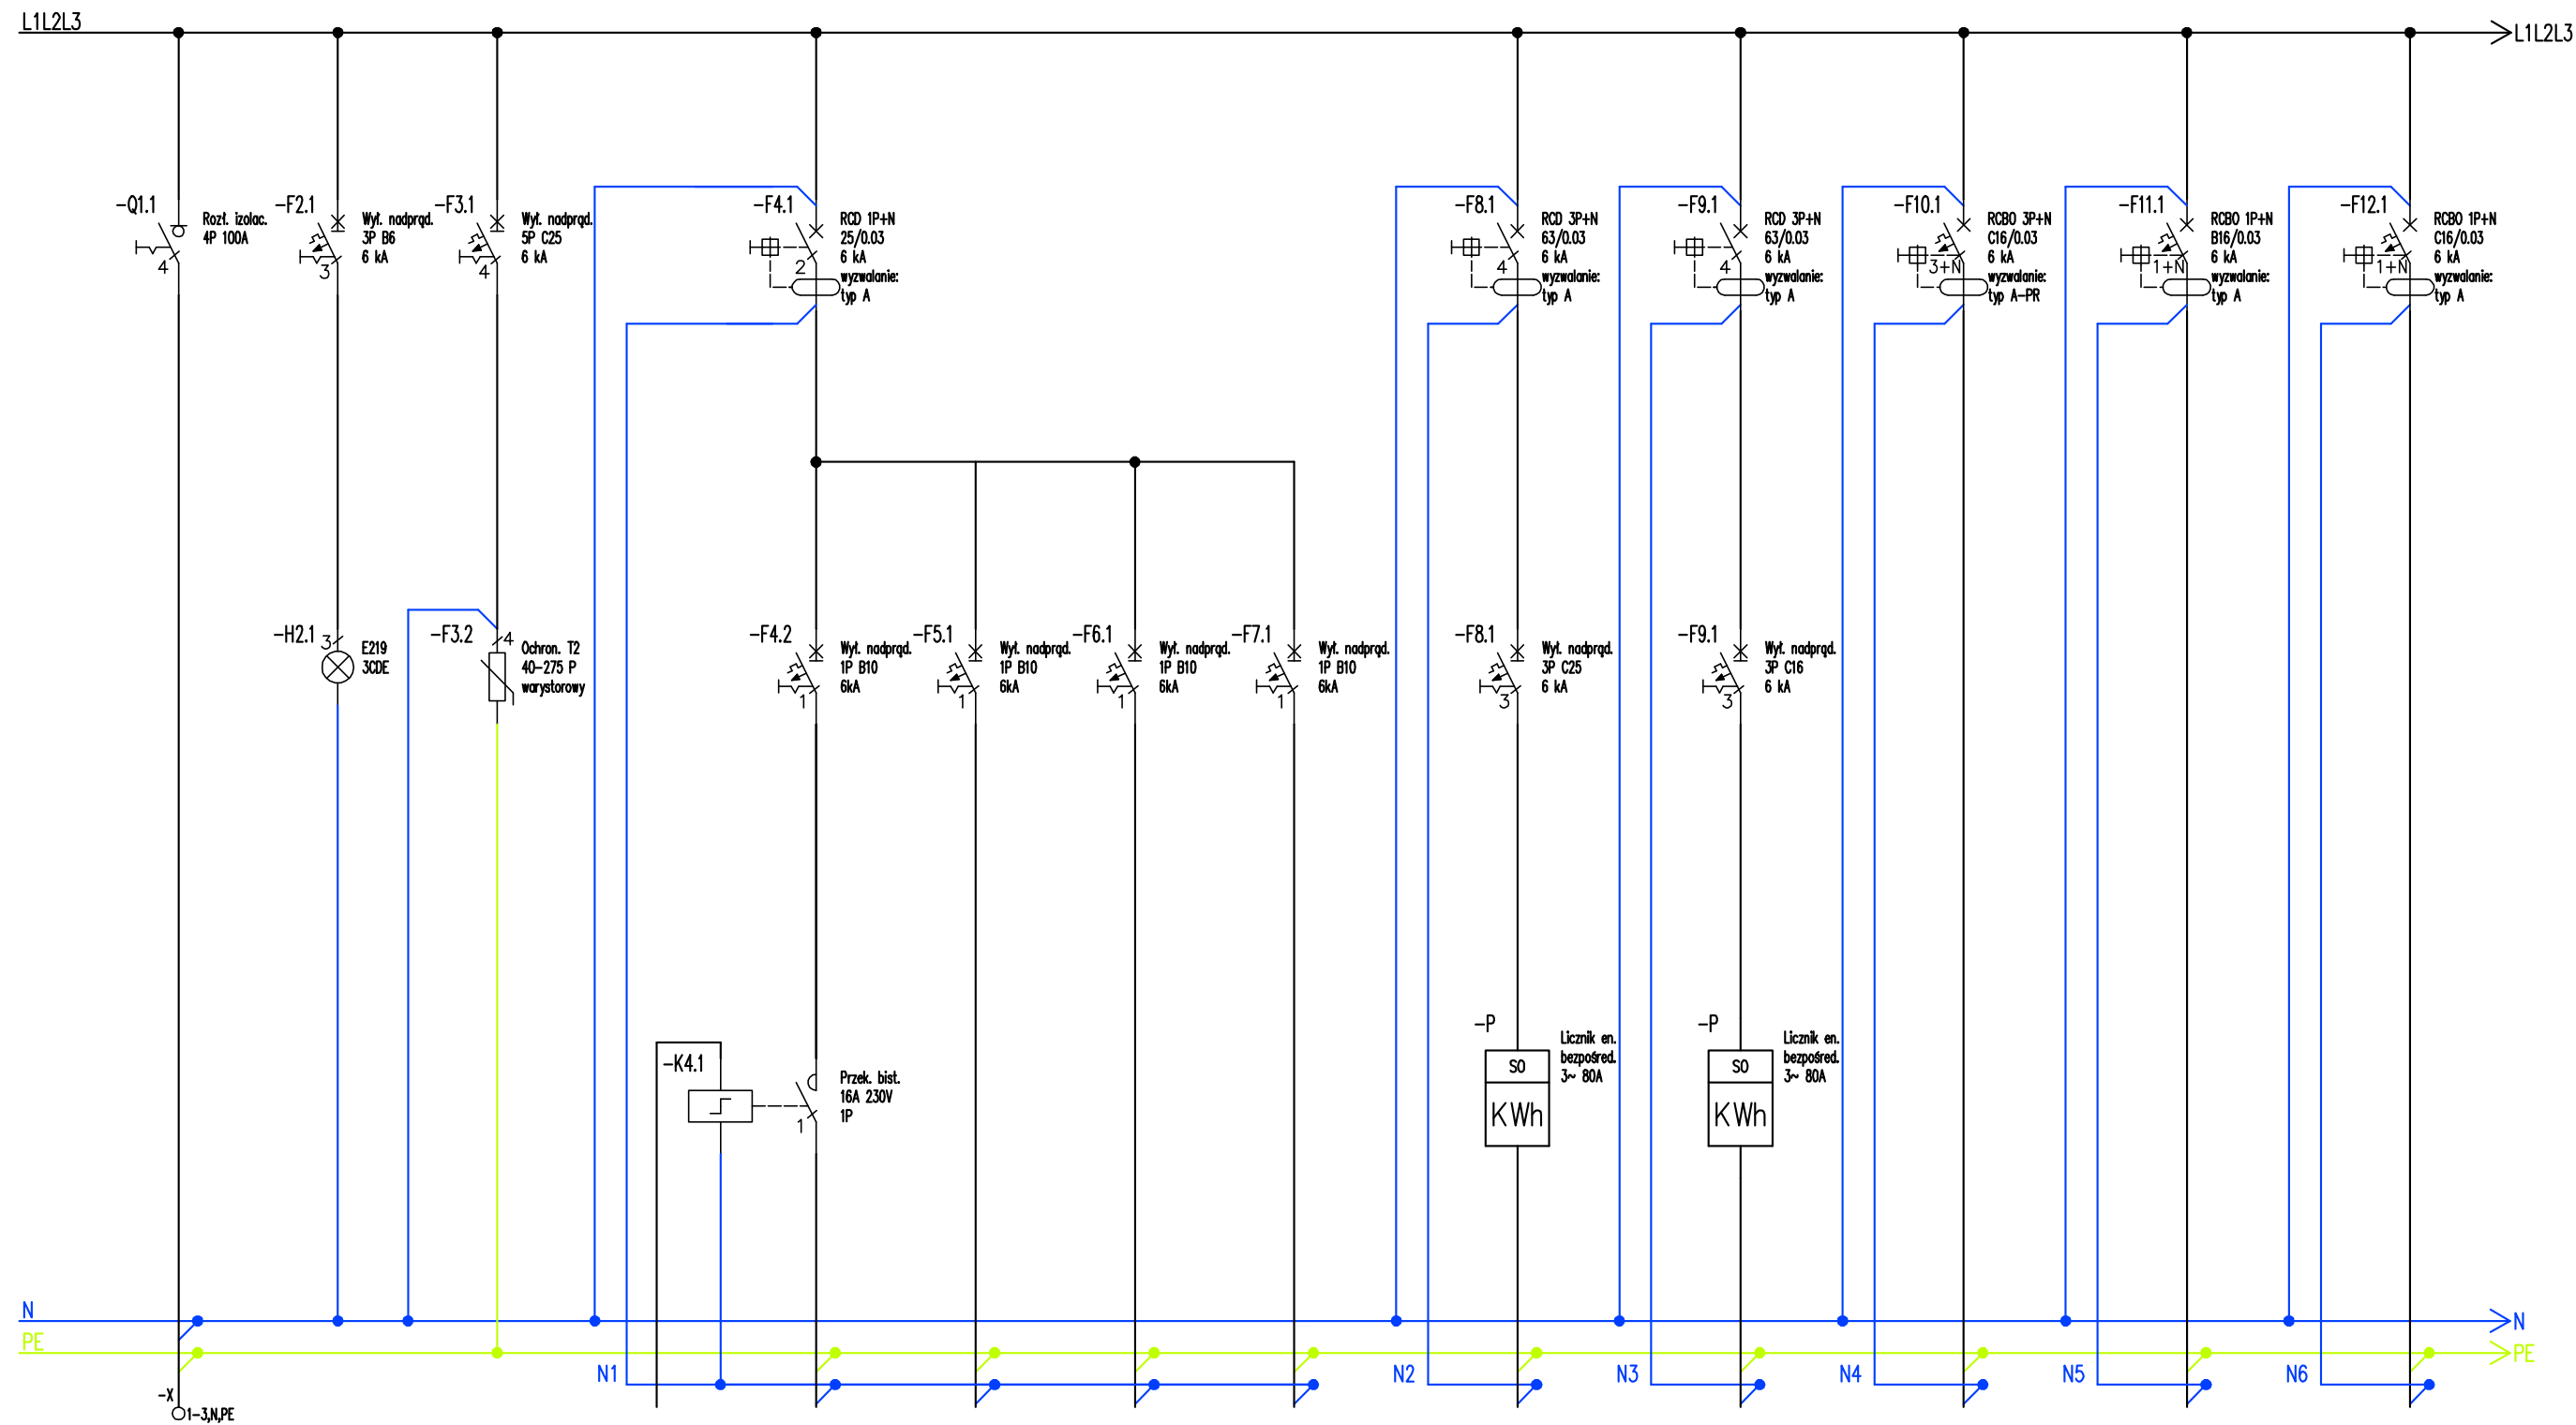 L1L2L3
L1L2L3
-Q1.1
Rozł. izolac.
4P 100A
4
-F2.1
Wył. nadprąd.
3P B6
6 kA
3
-F3.1
Wył. nadprąd.
5P C25
6 kA
4
-F4.1
RCD 1P+N
25/0.03
6 kA
wyzwalanie:
typ A
2
-F8.1
RCD 3P+N
63/0.03
6 kA
wyzwalanie:
typ A
4
-F9.1
RCD 3P+N
63/0.03
6 kA
wyzwalanie:
typ A
4
-F10.1
RCBO 3P+N
C16/0.03
6 kA
wyzwalanie:
typ A-PR
3+N
-F11.1
RCBO 1P+N
B16/0.03
6 kA
wyzwalanie:
typ A
1+N
-F12.1
RCBO 1P+N
C16/0.03
6 kA
wyzwalanie:
typ A
1+N
-H2.1
3
E219
3CDE
-F3.2
4
Ochron. T2
40-275 P
warystorowy
-F4.2
Wył. nadprąd.
1P B10
6kA
1
-F5.1
Wył. nadprąd.
1P B10
6kA
1
-F6.1
Wył. nadprąd.
1P B10
6kA
1
-F7.1
Wył. nadprąd.
1P B10
6kA
1
-F8.1
Wył. nadprąd.
3P C25
6 kA
3
-F9.1
Wył. nadprąd.
3P C16
6 kA
3
-K4.1
Przek. bist.
16A 230V
1P
1
-P
Licznik en.
bezpośred.
3~ 80A
S0
KWh
-P
Licznik en.
bezpośred.
3~ 80A
S0
KWh
N
N
PE
PE
N1
N2
N3
N4
N5
N6
-X
1-3,N,PE